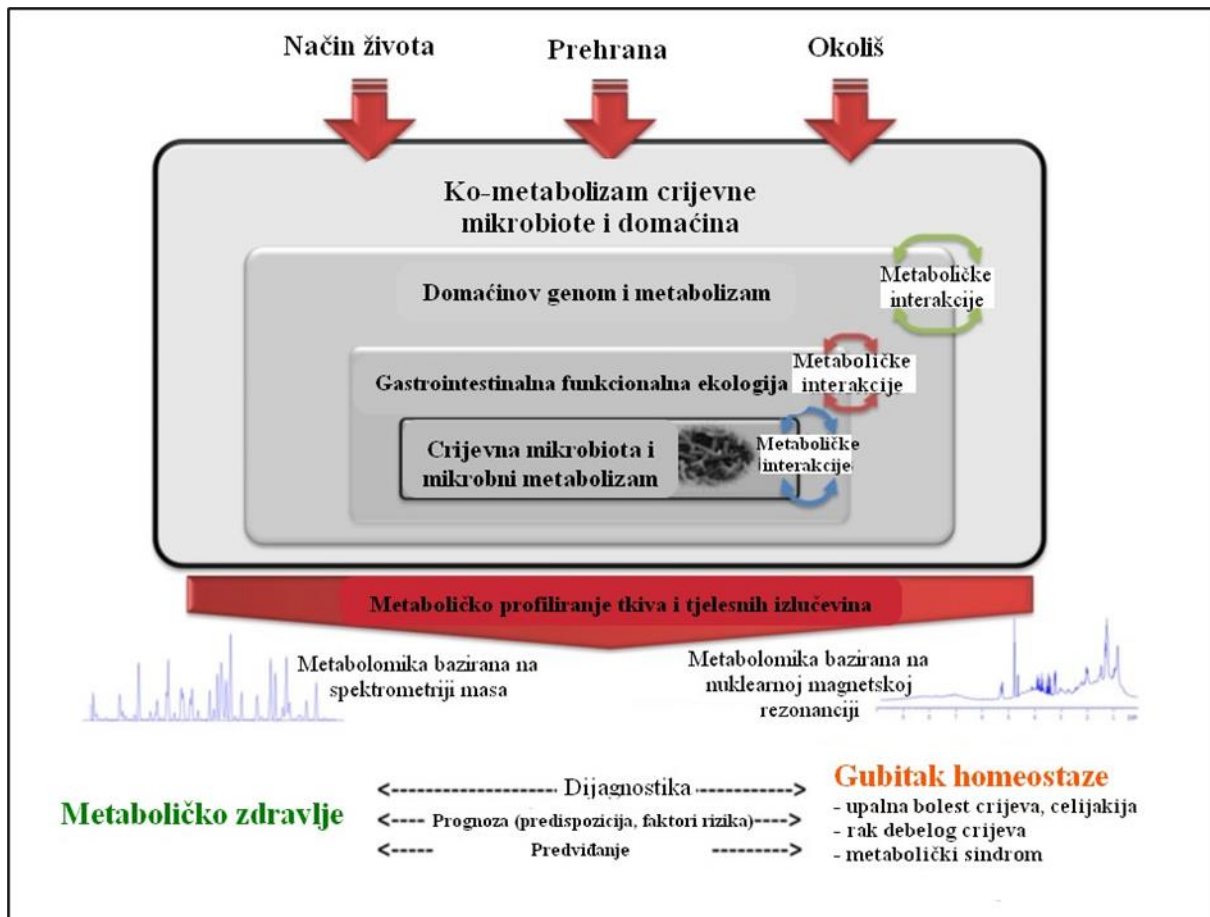 Način života
Prehrana
Okoliš
Ko-metabolizam crijevne
mikrobiote i domaćina
Metaboličke
interakcije
Domaćinov genom i metabolizam
Metaboličke
interakcije
Gastrointestinalna funkcionalna ekologija
Crijevna mikrobiota i
mikrobni metabolizam
Metaboličke
interakcije
Metaboličko profiliranje tkiva i tjelesnih izlučevina
Metabolomika bazirana na
spektrometriji masa
Metabolomika bazirana na
nuklearnoj magnetskoj
rezonanciji
Metaboličko zdravlje
Dijagnostika
Prognoza (predispozicija, faktori rizika)
Predviđanje
Gubitak homeostaze
- upalna bolest crijeva, celijakija
- rak debelog crijeva
- metabolički sindrom